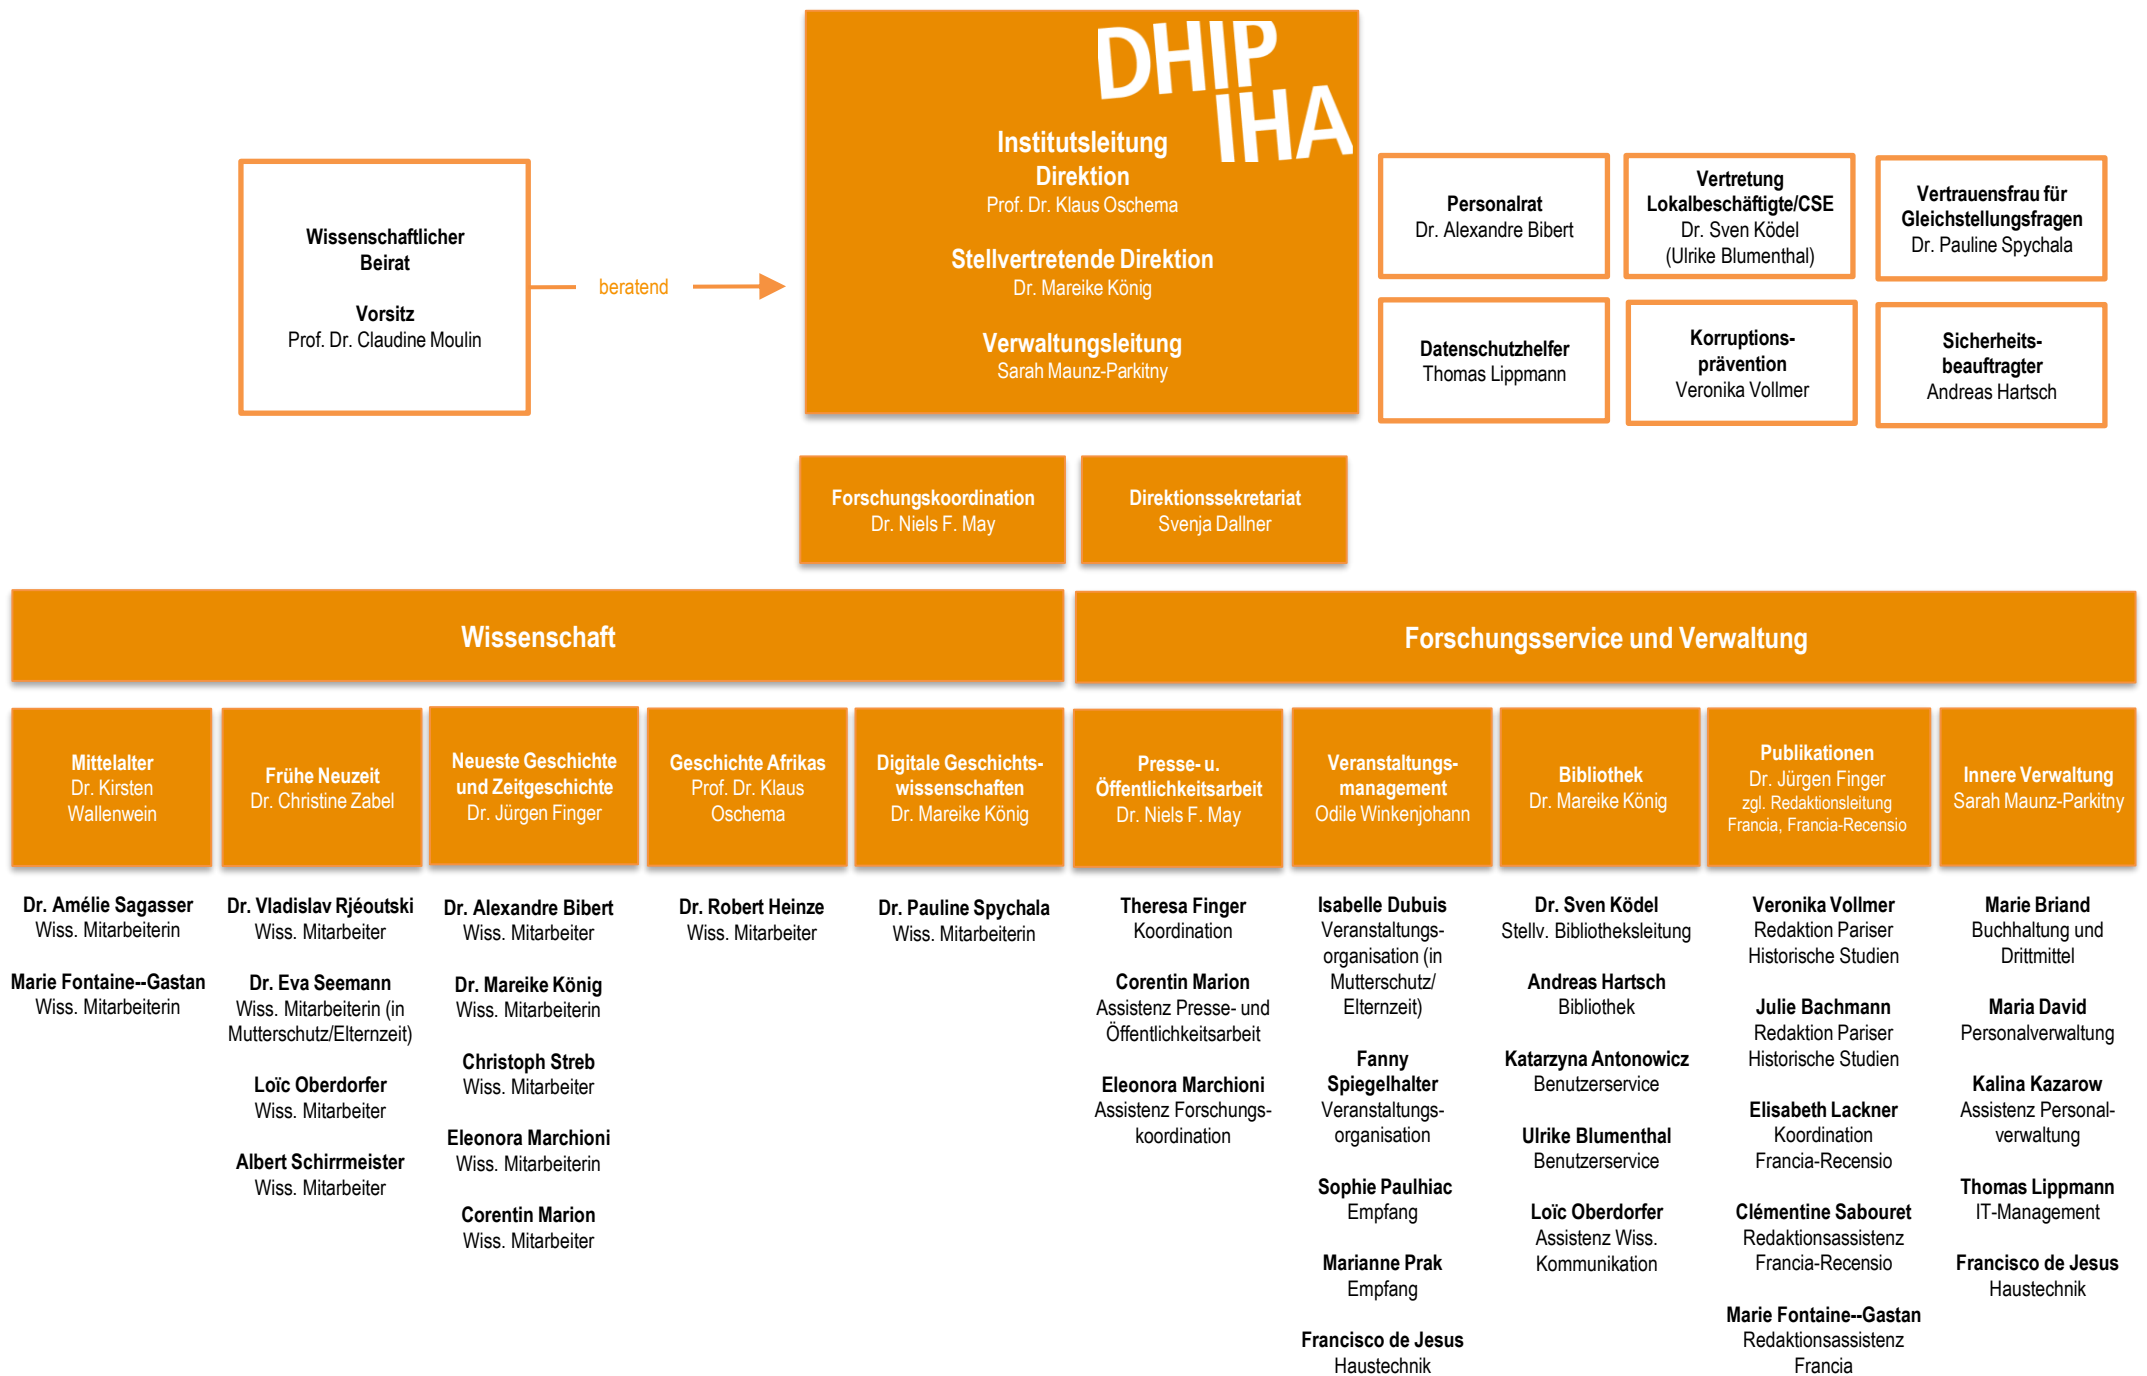 DHIP
IHA
Institutsleitung
Direktion
Prof. Dr. Klaus Oschema
Stellvertretende Direktion
Dr. Mareike König
Verwaltungsleitung
Sarah Maunz-Parkitny
Wissenschaftlicher
Beirat
Vorsitz
Prof. Dr. Claudine Moulin
beratend
Personalrat
Dr. Alexandre Bibert
Vertretung
Lokalbeschäftigte/CSE
Dr. Sven Ködel
(Ulrike Blumenthal)
Vertrauensfrau für
Gleichstellungsfragen
Dr. Pauline Spychala
Datenschutzhelfer
Thomas Lippmann
Korruptions-
prävention
Veronika Vollmer
Sicherheits-
beauftragter
Andreas Hartsch
Forschungskoordination
Dr. Niels F. May
Direktionssekretariat
Svenja Dallner
Wissenschaft
Forschungsservice und Verwaltung
Mittelalter
Dr. Kirsten
Wallenwein
Dr. Amélie Sagasser
Wiss. Mitarbeiterin
Marie Fontaine--Gastan
Wiss. Mitarbeiterin
Frühe Neuzeit
Dr. Christine Zabel
Dr. Vladislav Rjéoutski
Wiss. Mitarbeiter
Dr. Eva Seemann
Wiss. Mitarbeiterin (in
Mutterschutz/Elternzeit)
Loïc Oberdorfer
Wiss. Mitarbeiter
Albert Schirrmeister
Wiss. Mitarbeiter
Neueste Geschichte
und Zeitgeschichte
Dr. Jürgen Finger
Dr. Alexandre Bibert
Wiss. Mitarbeiter
Dr. Mareike König
Wiss. Mitarbeiterin
Christoph Streb
Wiss. Mitarbeiter
Eleonora Marchioni
Wiss. Mitarbeiterin
Corentin Marion
Wiss. Mitarbeiter
Geschichte Afrikas
Prof. Dr. Klaus
Oschema
Dr. Robert Heinze
Wiss. Mitarbeiter
Digitale Geschichts-
wissenschaften
Dr. Mareike König
Dr. Pauline Spychala
Wiss. Mitarbeiterin
Presse- u.
Öffentlichkeitsarbeit
Dr. Niels F. May
Theresa Finger
Koordination
Corentin Marion
Assistenz Presse- und
Öffentlichkeitsarbeit
Eleonora Marchioni
Assistenz Forschungs-
koordination
Veranstaltungs-
management
Odile Winkenjohann
Isabelle Dubuis
Veranstaltungs-
organisation (in
Mutterschutz/
Elternzeit)
Fanny
Spiegelhalter
Veranstaltungs-
organisation
Sophie Paulhiac
Empfang
Marianne Prak
Empfang
Francisco de Jesus
Haustechnik
Bibliothek
Dr. Mareike König
Dr. Sven Ködel
Stellv. Bibliotheksleitung
Andreas Hartsch
Bibliothek
Katarzyna Antonowicz
Benutzerservice
Ulrike Blumenthal
Benutzerservice
Loïc Oberdorfer
Assistenz Wiss.
Kommunikation
Publikationen
Dr. Jürgen Finger
zgl. Redaktionsleitung
Francia, Francia-Recensio
Veronika Vollmer
Redaktion Pariser
Historische Studien
Julie Bachmann
Redaktion Pariser
Historische Studien
Elisabeth Lackner
Koordination
Francia-Recensio
Clémentine Sabouret
Redaktionsassistenz
Francia-Recensio
Marie Fontaine--Gastan
Redaktionsassistenz
Francia
Innere Verwaltung
Sarah Maunz-Parkitny
Marie Briand
Buchhaltung und
Drittmittel
Maria David
Personalverwaltung
Kalina Kazarow
Assistenz Personal-
verwaltung
Thomas Lippmann
IT-Management
Francisco de Jesus
Haustechnik